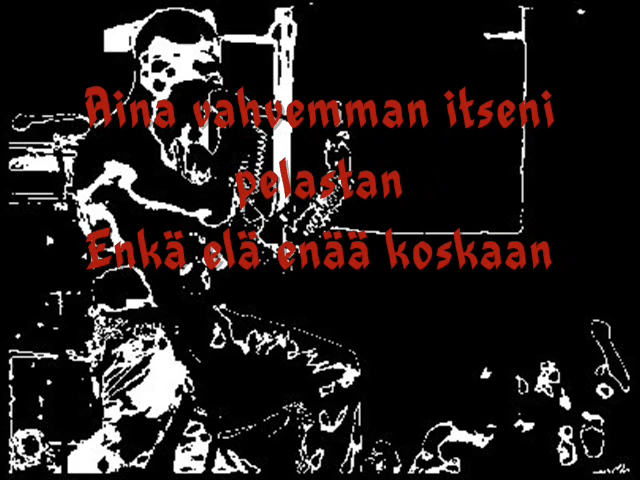 Aina vahvemman itseni
pelastan
Enkä elä enää koskaan